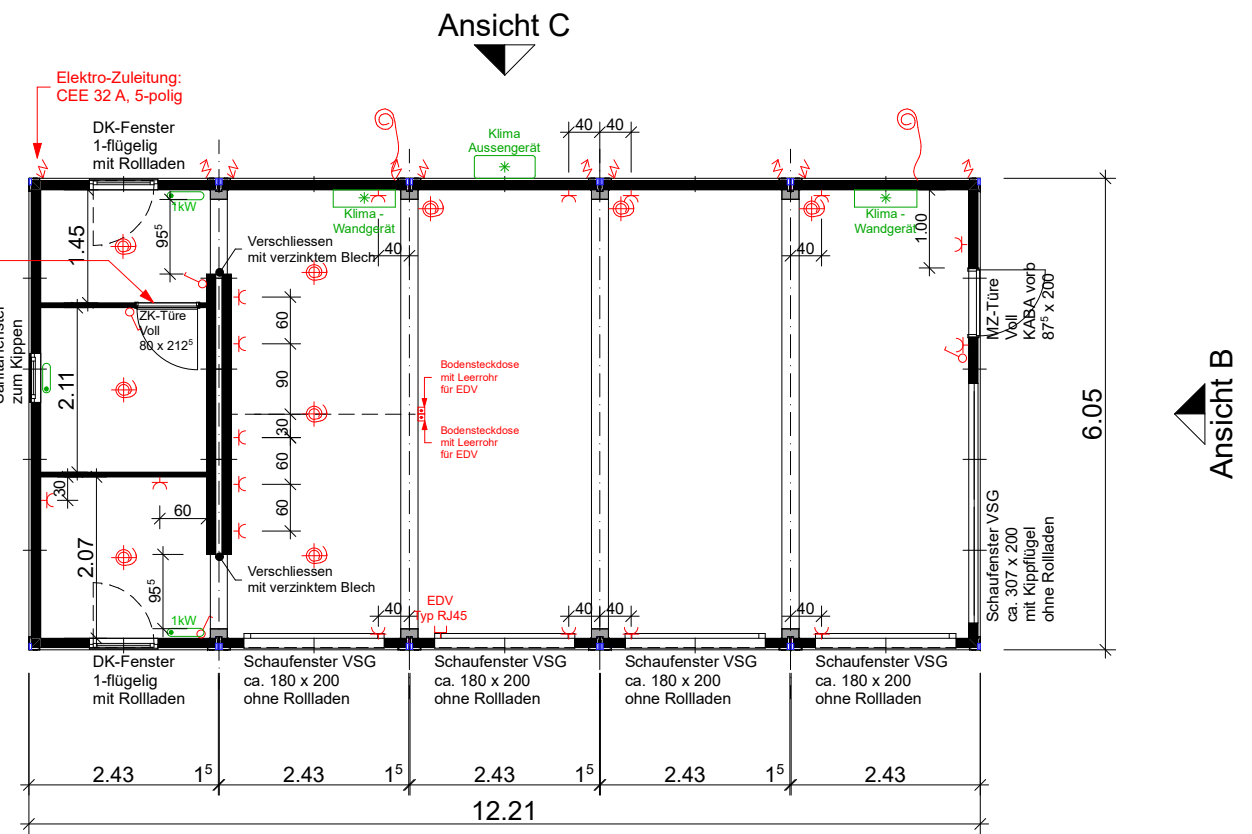 Ansicht C
Elektro-Zuleitung:
CEE 32 A, 5-polig
DK-Fenster
1-flügelig
mit Rollladen
Klima
Aussengerät
40 40
1kW
Klima -
Wandgerät
Klima -
Wandgerät
1.45
95⁵
Verschliessen
mit verzinktem Blech
40
40
1.00
ZK-Türe
Voll
80 x 212⁵
zum Kippen
2.11
60
90
30
60
60
Bodensteckdose
mit Leerrohr
für EDV
Bodensteckdose
mit Leerrohr
für EDV
MZ-Türe
Voll
KABA vorb
87⁵ x 200
6.05
Ansicht B
30
60
2.07
95⁵
1kW
Verschliessen
mit verzinktem Blech
40
EDV
Typ RJ45
40
40
Schaufenster VSG
ca. 307 x 200
mit Kippflügel
ohne Rollladen
DK-Fenster
1-flügelig
mit Rollladen
Schaufenster VSG
ca. 180 x 200
ohne Rollladen
Schaufenster VSG
ca. 180 x 200
ohne Rollladen
Schaufenster VSG
ca. 180 x 200
ohne Rollladen
Schaufenster VSG
ca. 180 x 200
ohne Rollladen
2.43 1⁵ 2.43 1⁵ 2.43 1⁵ 2.43 1⁵ 2.43
12.21